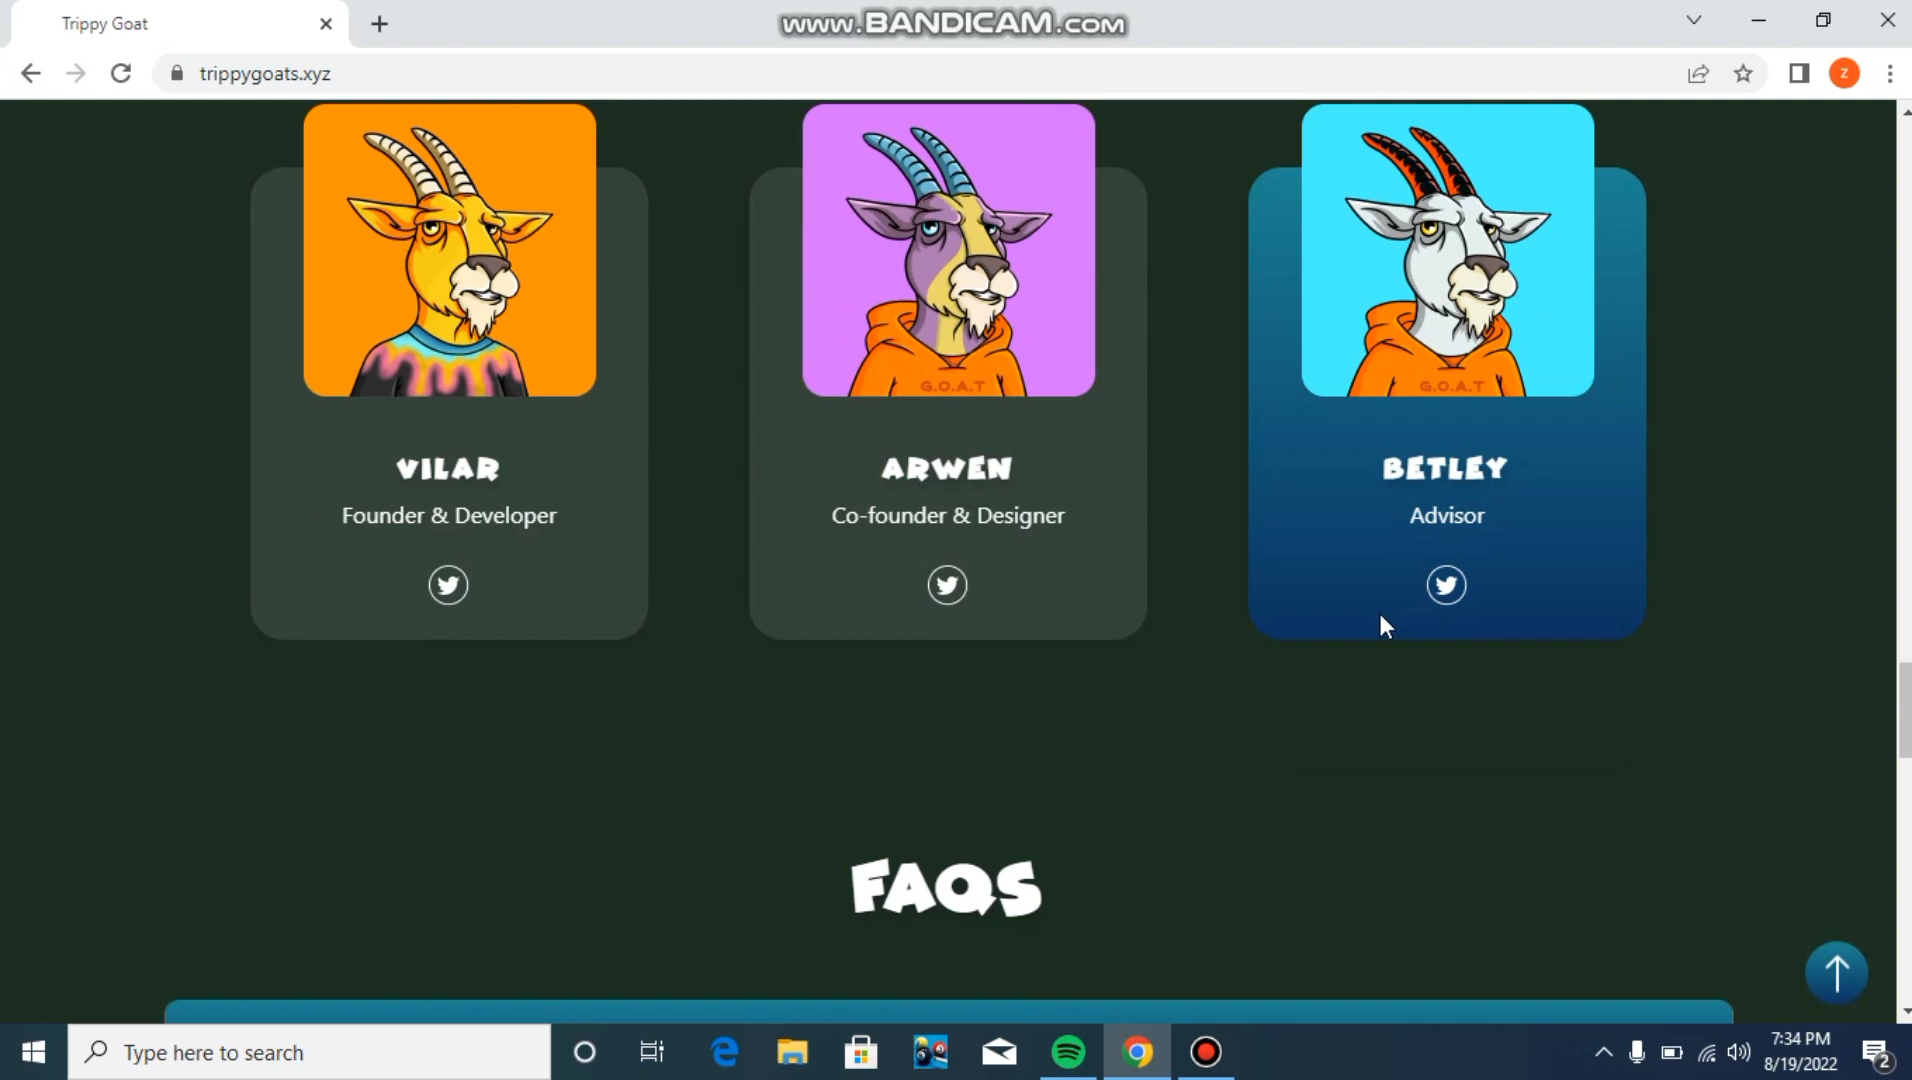 Trippy Goat
www.BANDICAM.com
trippygoats.xyz
Z
G.O.A.T
G.O.A.T
VILAR
ARWEN
BETLEY
Founder & Developer
Co-founder & Designer
Advisor
FAQS
Type here to search
7:34 PM
8/19/2022
2